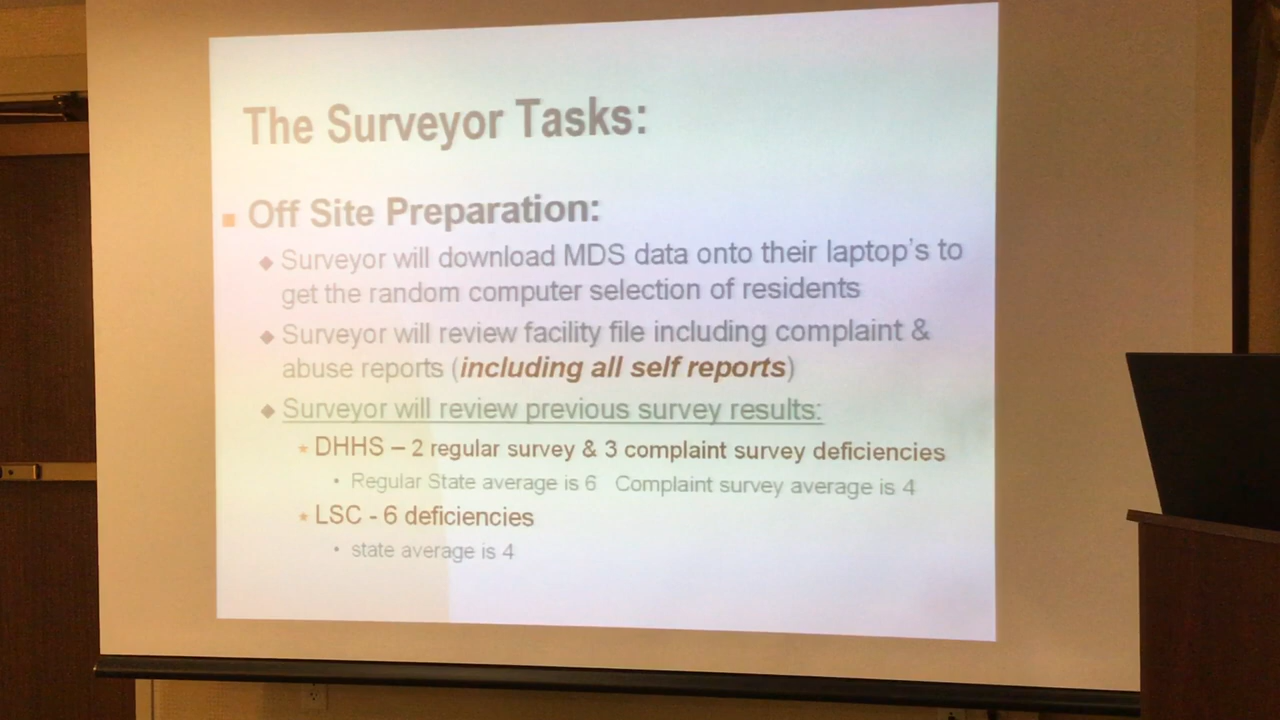 The Surveyor Tasks:
Off Site Preparation:
Surveyor will download MDS data onto their laptop's to
get the random computer selection of residents
Surveyor will review facility file including complaint &
abuse reports (including all self reports)
Surveyor will review previous survey results:
DHHS – 2 regular survey & 3 complaint survey deficiencies
Regular State average is 6 Complaint survey average is 4
LSC - 6 deficiencies
state average is 4